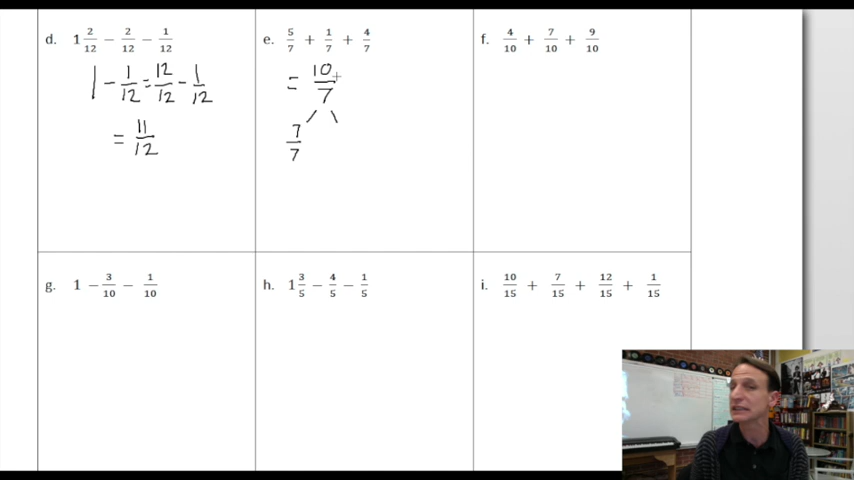 d. 1 2/12 − 2/12 − 1/12
1 − 1/12 = 12/12 − 1/12
= 11/12
e. 5/7 + 1/7 + 4/7
= 10/7
7/7
f. 4/10 + 7/10 + 9/10
g. 1 − 3/10 − 1/10
h. 1 3/5 − 4/5 − 1/5
i. 10/15 + 7/15 + 12/15 + 1/15